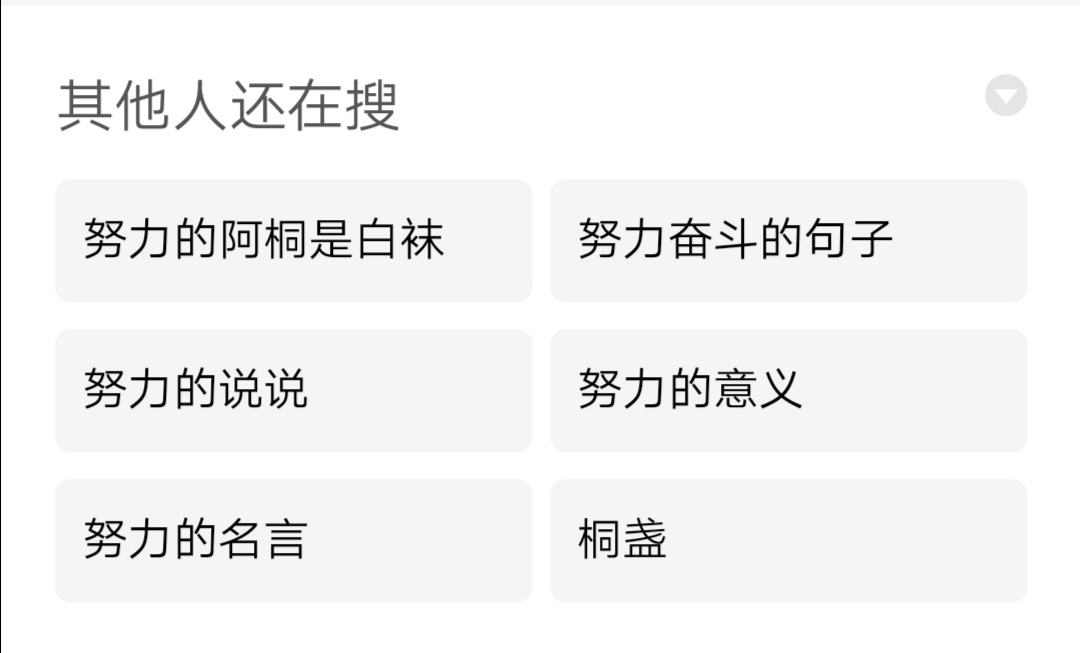 其他人还在搜
努力的阿桐是白袜
努力奋斗的句子
努力的说说
努力的意义
努力的名言
桐盏